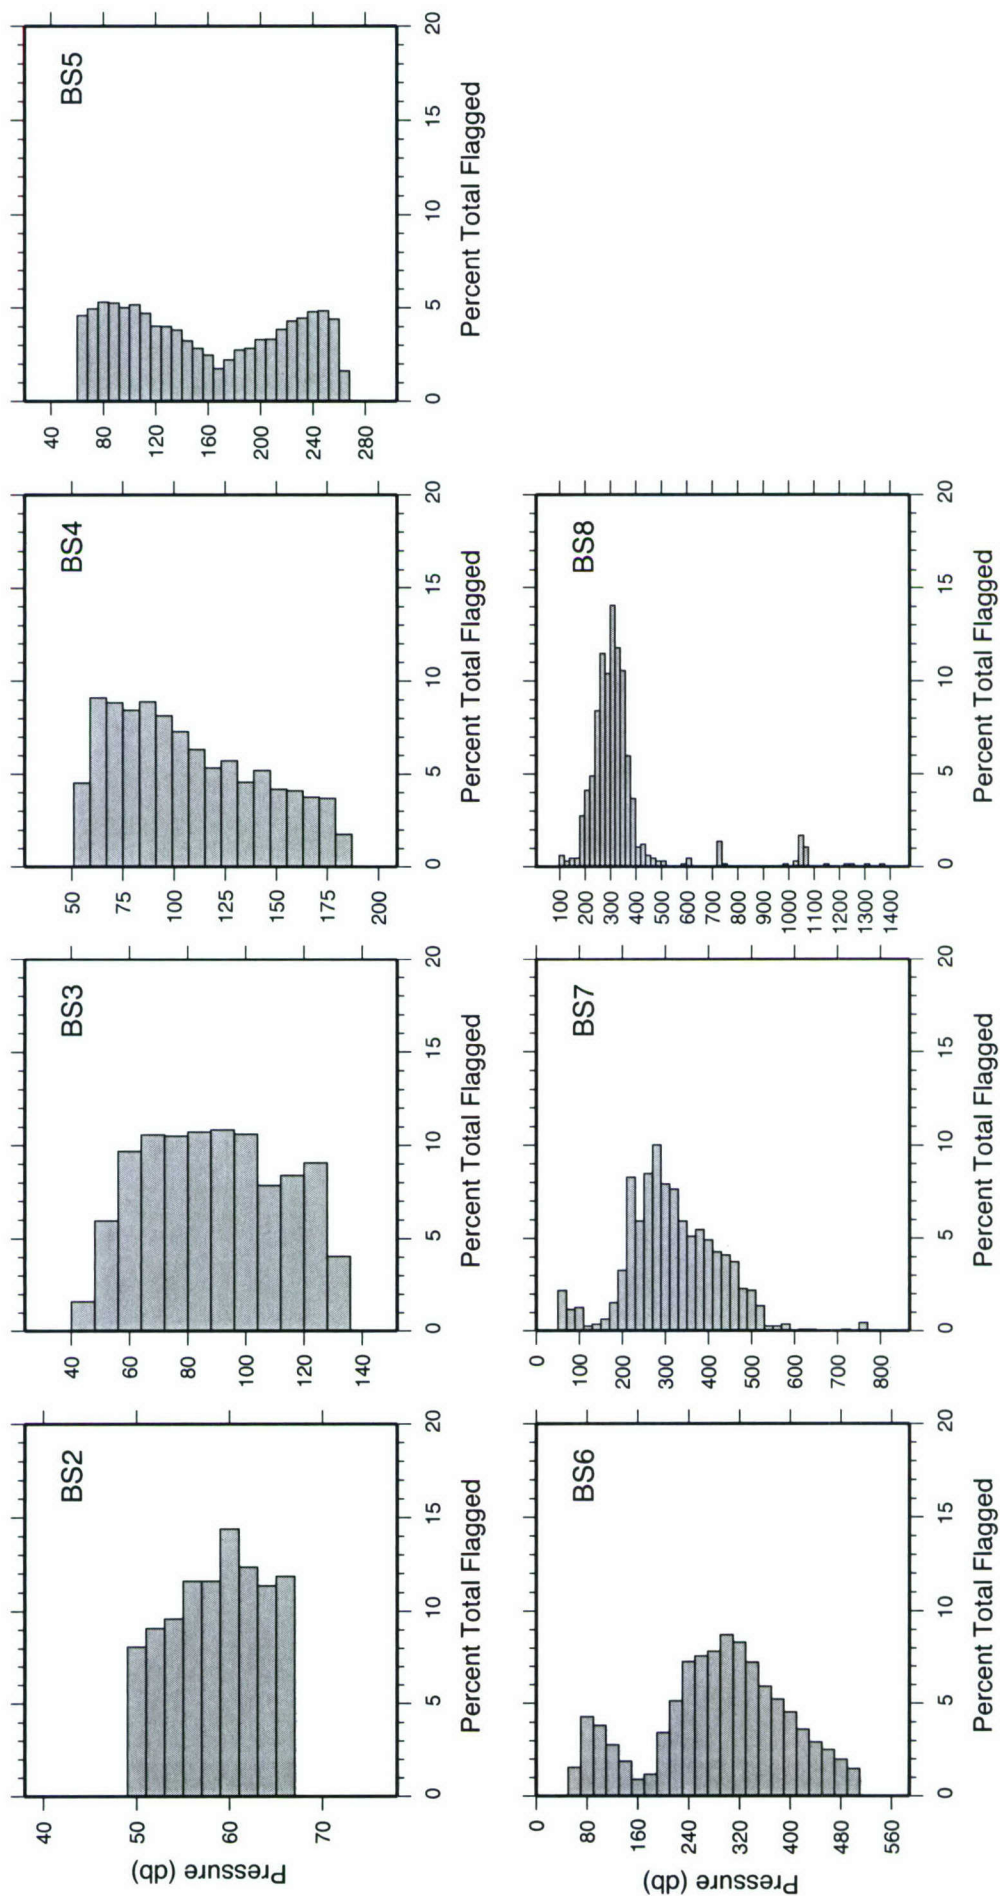 BS2
40
50
60
70
Pressure (db)
0 5 10 15 20
Percent Total Flagged
BS3
40
60
80
100
120
140
0 5 10 15 20
Percent Total Flagged
BS4
50
75
100
125
150
175
200
0 5 10 15 20
Percent Total Flagged
BS5
40
80
120
160
200
240
280
0 5 10 15 20
Percent Total Flagged
BS6
0
80
160
240
320
400
480
560
Pressure (db)
0 5 10 15 20
Percent Total Flagged
BS7
0
100
200
300
400
500
600
700
800
0 5 10 15 20
Percent Total Flagged
BS8
100
200
300
400
500
600
700
800
900
1000
1100
1200
1300
1400
0 5 10 15 20
Percent Total Flagged